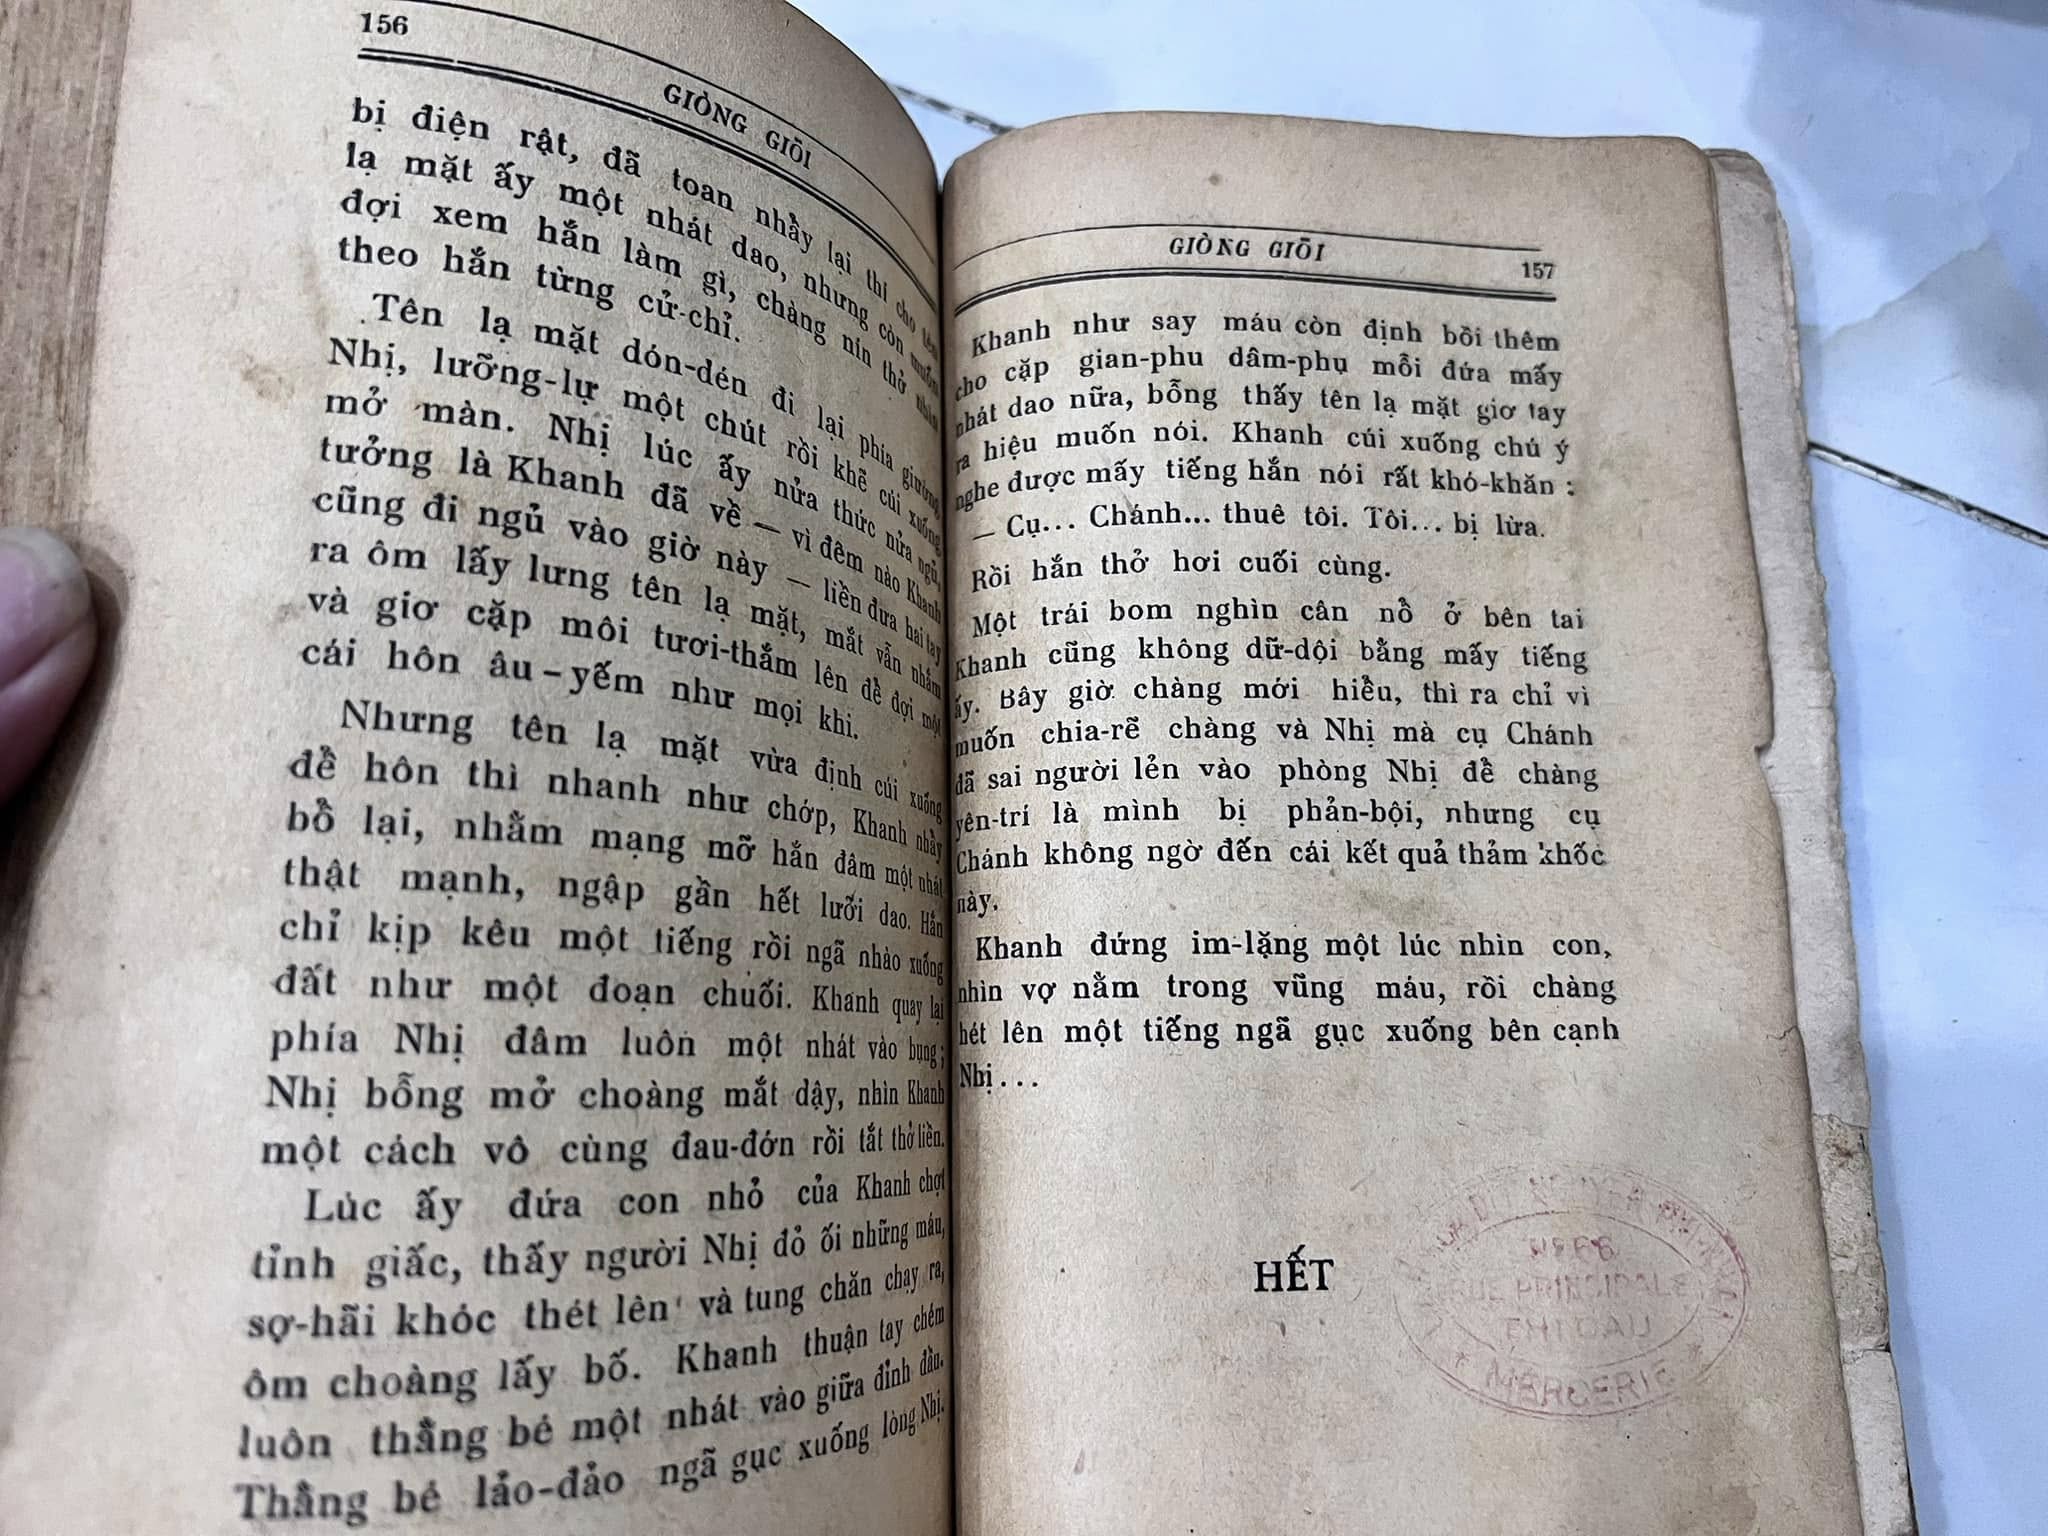 156
GIÒNG GIÕI
bị điện rật, đã toan nhẩy lại thí cho tên
lạ mặt ấy một nhát dao, nhưng còn muốn
đợi xem hắn làm gì, chàng nín thở nhìn
theo hắn từng cử-chỉ.
Tên lạ mặt dón-dén đi lại phía giường
Nhị, lưỡng-lự một chút rồi khẽ cúi xuống
mở màn. Nhị lúc ấy nửa thức nửa ngủ,
tưởng là Khanh đã về — vì đêm nào Khanh
cũng đi ngủ vào giờ này — liền đưa hai tay
ra ôm lấy lưng tên lạ mặt, mắt vẫn nhắm
và giơ cặp môi tươi-thắm lên để đợi một
cái hôn âu-yếm như mọi khi.
Nhưng tên lạ mặt vừa định cúi xuống
để hôn thì nhanh như chớp, Khanh nhẩy
bổ lại, nhằm mạng mỡ hắn đâm một nhát
thật mạnh, ngập gần hết lưỡi dao. Hắn
chỉ kịp kêu một tiếng rồi ngã nhào xuống
đất như một đoạn chuối. Khanh quay lại
phía Nhị đâm luôn một nhát vào bụng;
Nhị bỗng mở choàng mắt dậy, nhìn Khanh
một cách vô cùng đau-đớn rồi tắt thở liền.
Lúc ấy đứa con nhỏ của Khanh chợt
tỉnh giấc, thấy người Nhị đỏ ối những máu,
sợ-hãi khóc thét lên và tung chăn chạy ra,
ôm choàng lấy bố. Khanh thuận tay chém
luôn thằng bé một nhát vào giữa đỉnh đầu.
Thằng bé lảo-đảo ngã gục xuống lòng Nhị.
GIÒNG GIÕI
157
Khanh như say máu còn định bồi thêm
cho cặp gian-phu dâm-phụ mỗi đứa mấy
nhát dao nữa, bỗng thấy tên lạ mặt giơ tay
ra hiệu muốn nói. Khanh cúi xuống chú ý
nghe được mấy tiếng hắn nói rất khó-khăn :
— Cụ... Chánh... thuê tôi. Tôi... bị lừa.
Rồi hắn thở hơi cuối cùng.
Một trái bom nghìn cân nổ ở bên tai
Khanh cũng không dữ-dội bằng mấy tiếng
ấy. Bây giờ chàng mới hiểu, thì ra chỉ vì
muốn chia-rẽ chàng và Nhị mà cụ Chánh
đã sai người lẻn vào phòng Nhị để chàng
yên-trí là mình bị phản-bội, nhưng cụ
Chánh không ngờ đến cái kết quả thảm khốc
này.
Khanh đứng im-lặng một lúc nhìn con,
nhìn vợ nằm trong vũng máu, rồi chàng
hét lên một tiếng ngã gục xuống bên cạnh
Nhị...
HẾT
RUE PRINCIPALE
MERCERIE